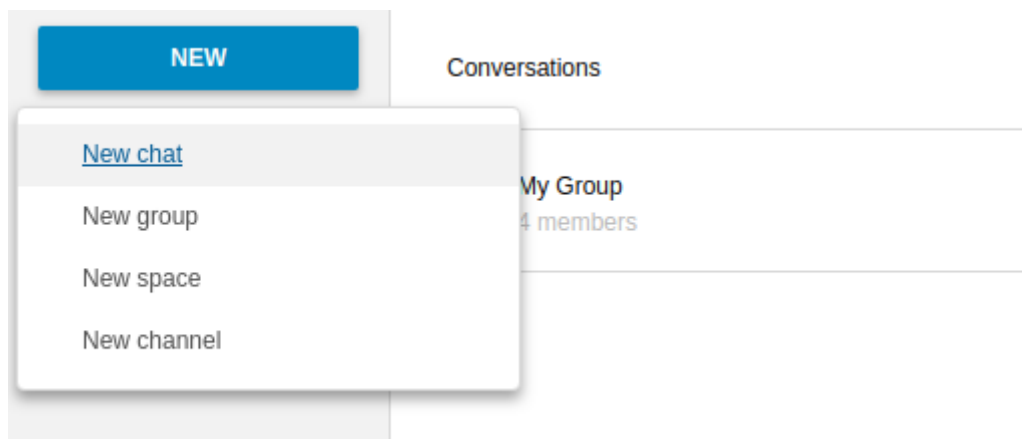 NEW
New chat
New group
New space
New channel
Conversations
My Group
4 members